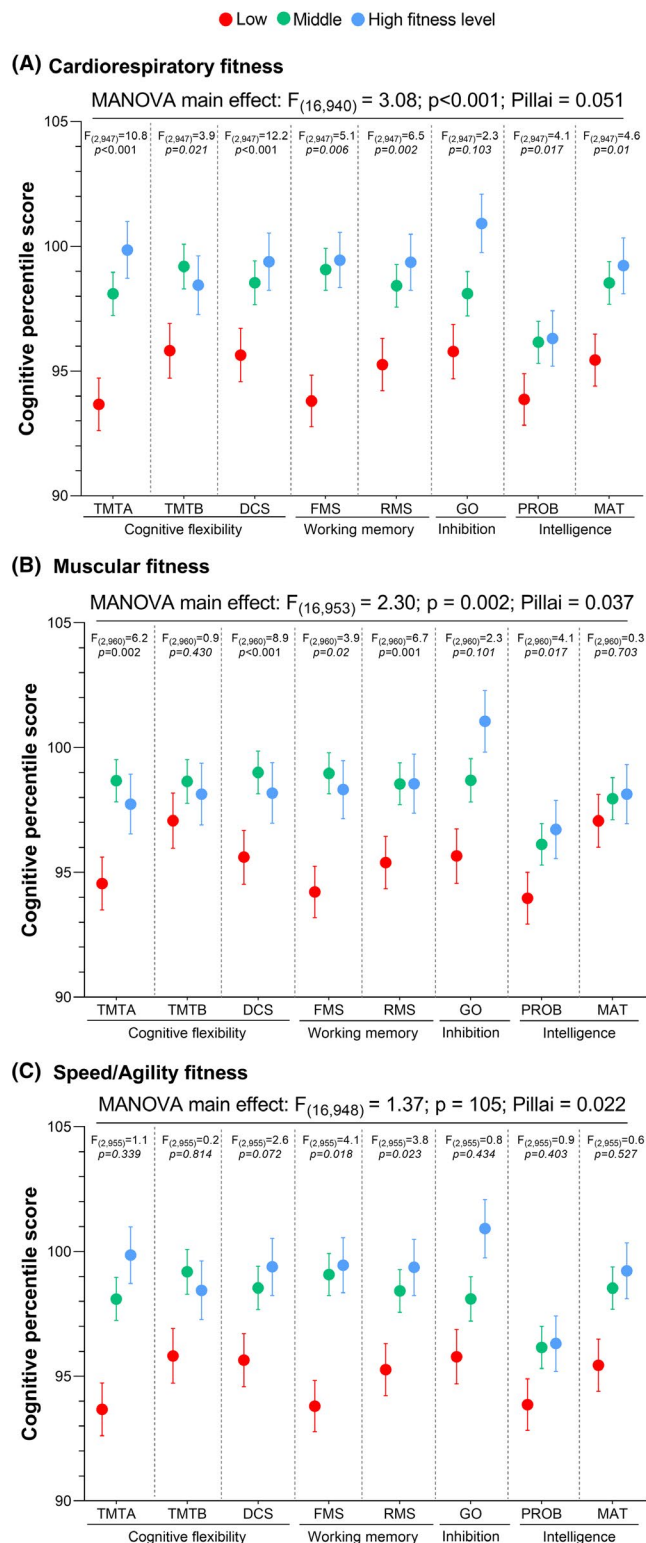 Low Middle High fitness level
(A) Cardiorespiratory fitness
MANOVA main effect: F(16,940) = 3.08; p<0.001; Pillai = 0.051
F(2,947)=10.8 F(2,947)=3.9 F(2,947)=12.2 F(2,947)=5.1 F(2,947)=6.5 F(2,947)=2.3 F(2,947)=4.1 F(2,947)=4.6
p<0.001 p=0.021 p<0.001 p=0.006 p=0.002 p=0.103 p=0.017 p=0.01
Cognitive percentile score
105
100
95
90
TMTA TMTB DCS FMS RMS GO PROB MAT
Cognitive flexibility Working memory Inhibition Intelligence
(B) Muscular fitness
MANOVA main effect: F(16,953) = 2.30; p = 0.002; Pillai = 0.037
F(2,960)=6.2 F(2,960)=0.9 F(2,960)=8.9 F(2,960)=3.9 F(2,960)=6.7 F(2,960)=2.3 F(2,960)=4.1 F(2,960)=0.3
p=0.002 p=0.430 p<0.001 p=0.02 p=0.001 p=0.101 p=0.017 p=0.703
Cognitive percentile score
105
100
95
90
TMTA TMTB DCS FMS RMS GO PROB MAT
Cognitive flexibility Working memory Inhibition Intelligence
(C) Speed/Agility fitness
MANOVA main effect: F(16,948) = 1.37; p = 105; Pillai = 0.022
F(2,955)=1.1 F(2,955)=0.2 F(2,955)=2.6 F(2,955)=4.1 F(2,955)=3.8 F(2,955)=0.8 F(2,955)=0.9 F(2,955)=0.6
p=0.339 p=0.814 p=0.072 p=0.018 p=0.023 p=0.434 p=0.403 p=0.527
Cognitive percentile score
105
100
95
90
TMTA TMTB DCS FMS RMS GO PROB MAT
Cognitive flexibility Working memory Inhibition Intelligence